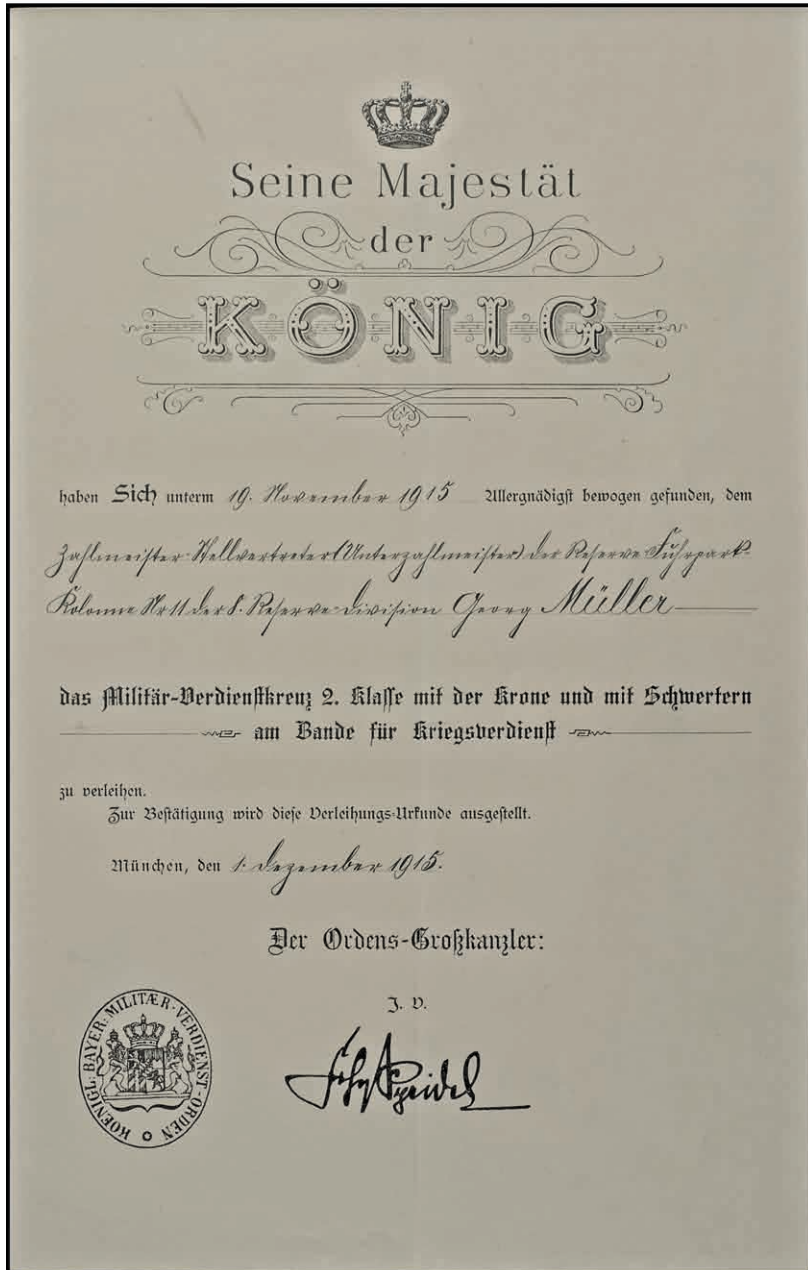 Seine Majestät
der
KÖNIG
haben Sich unterm 19. November 1915 Allergnädigst bewogen gefunden, dem
Zahlmeister-Stellvertreter (Unterzahlmeister) der Reserve Fuhrpark-
Kolonne Nr 11 der 8. Reserve-Division Georg Müller
das Militär-Verdienstkreuz 2. Klasse mit der Krone und mit Schwertern
am Bande für Kriegsverdienst
zu verleihen.
Zur Bestätigung wird diese Verleihungs-Urkunde ausgestellt.
München, den 1. Dezember 1915.
Der Ordens-Großkanzler:
J. V.
KOENIGL: BAYER: MILITÆR-VERDIENST-ORDEN
Speidel